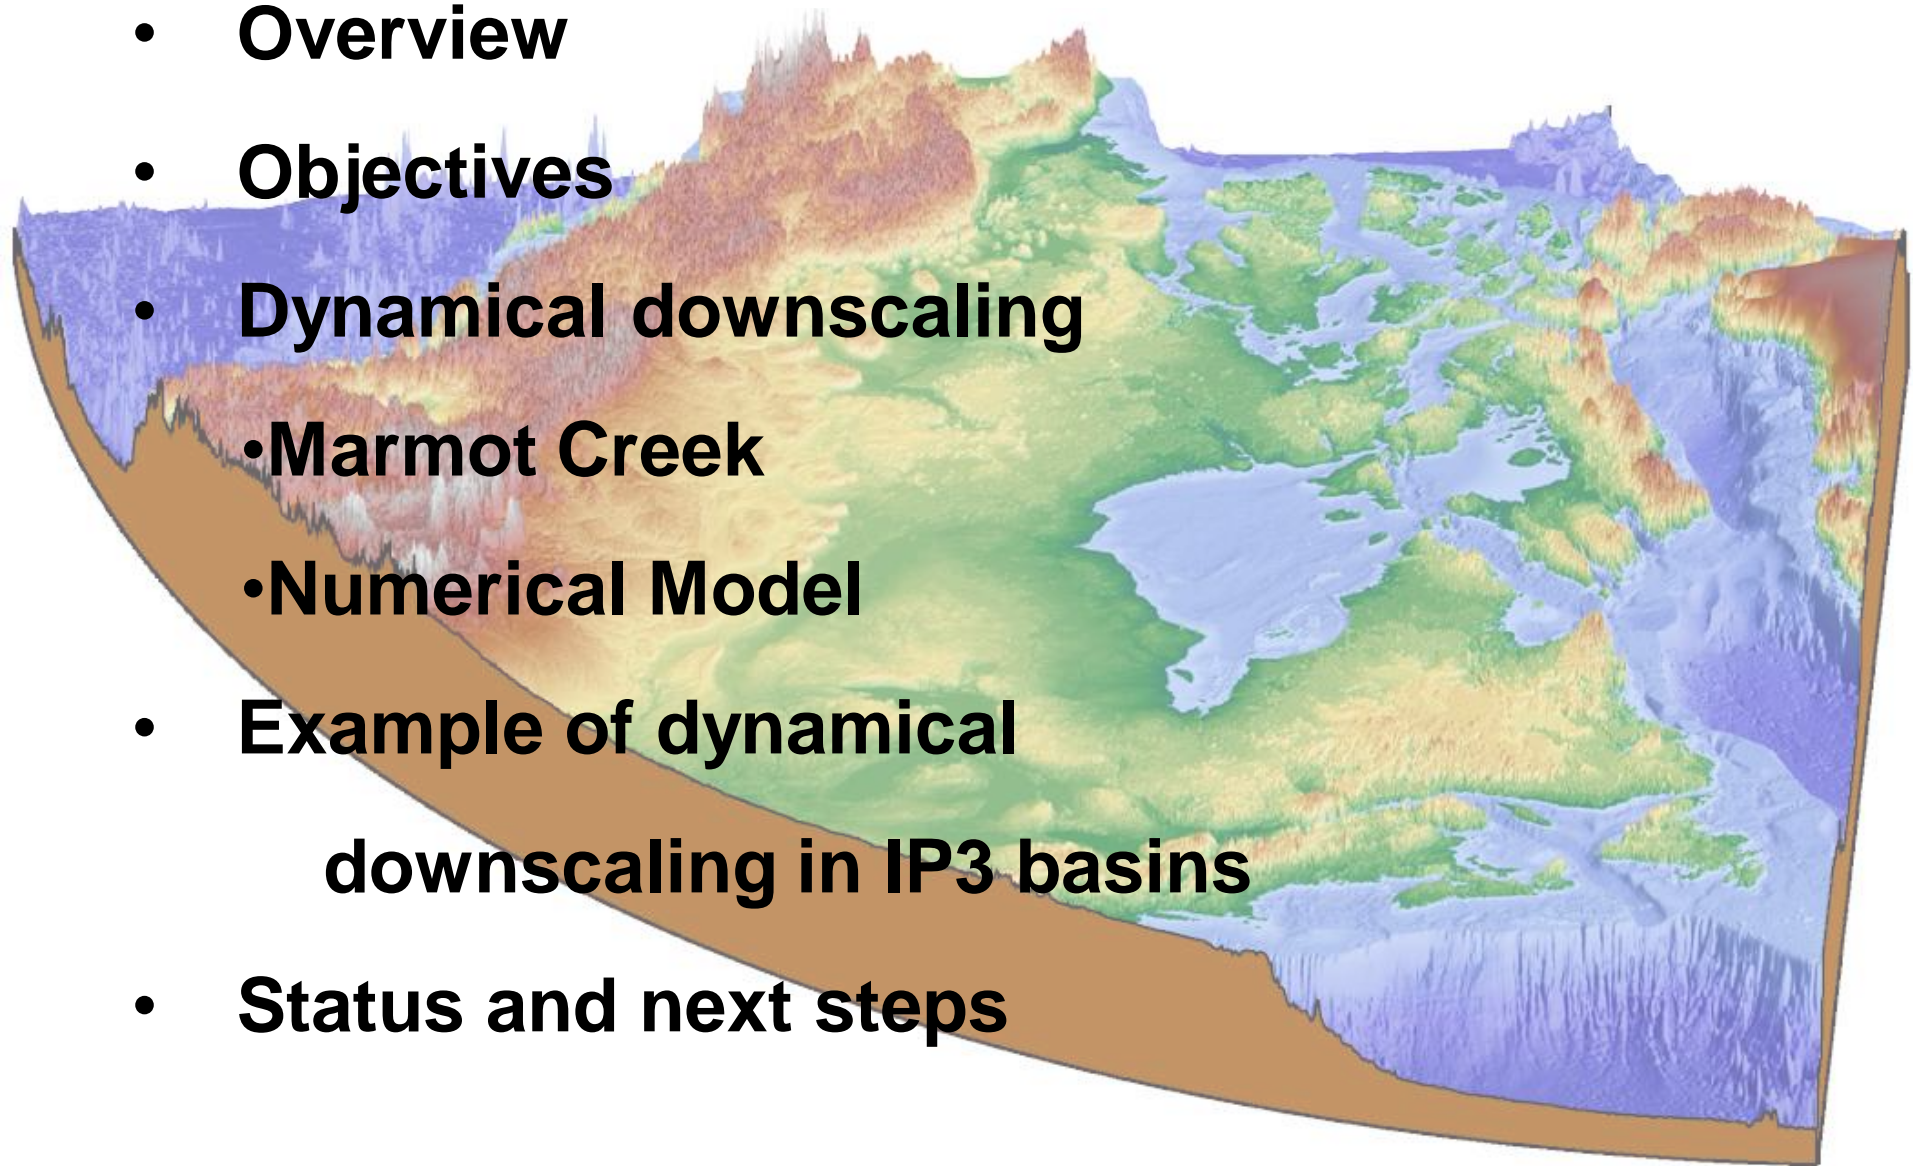 • Overview
• Objectives
• Dynamical downscaling
•Marmot Creek
•Numerical Model
• Example of dynamical
downscaling in IP3 basins
• Status and next steps